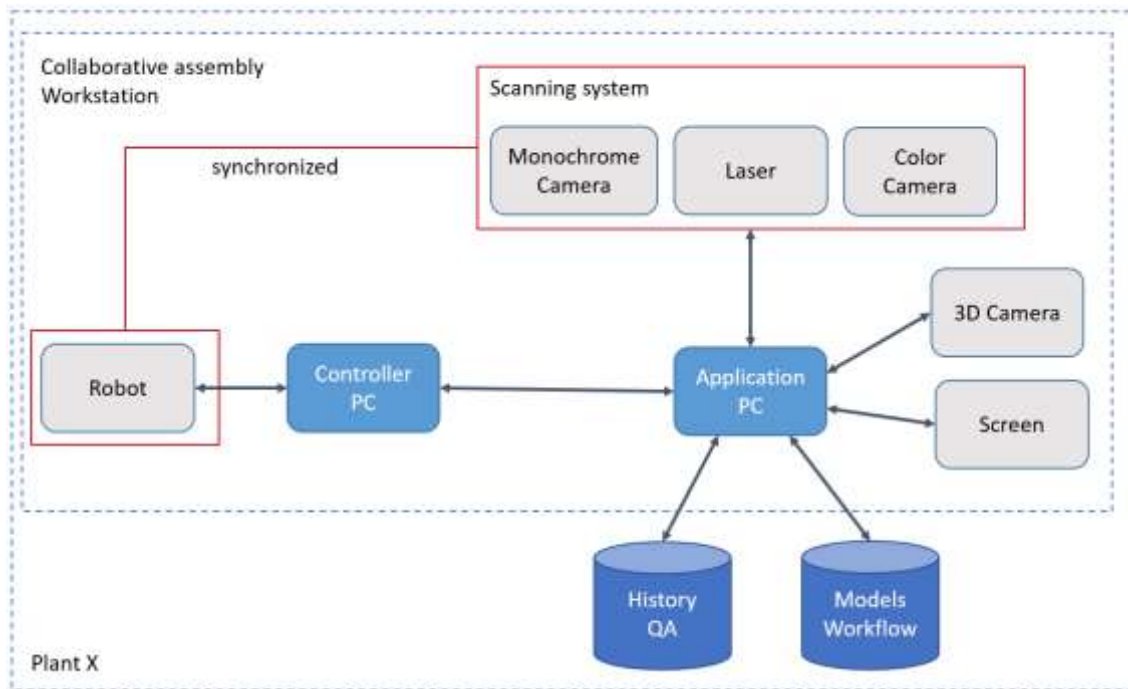 Collaborative assembly
Workstation
Scanning system
Monochrome
Camera
Laser
Color
Camera
synchronized
3D Camera
Robot
Controller
PC
Application
PC
Screen
History
QA
Models
Workflow
Plant X